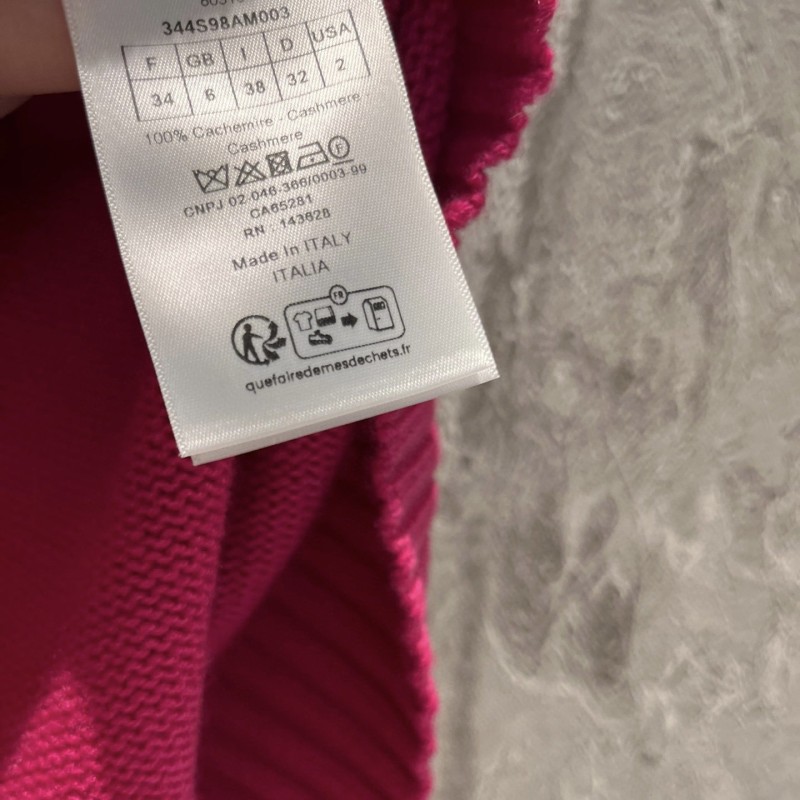 344S98AM003
F GB I D USA
34 6 38 32 2
100% Cachemire - Cashmere -
Cashmere
F
CNPJ 02.046.366/0003-99
CA65281
RN : 143628
Made In ITALY
ITALIA
FR
quefairedemesdechets.fr